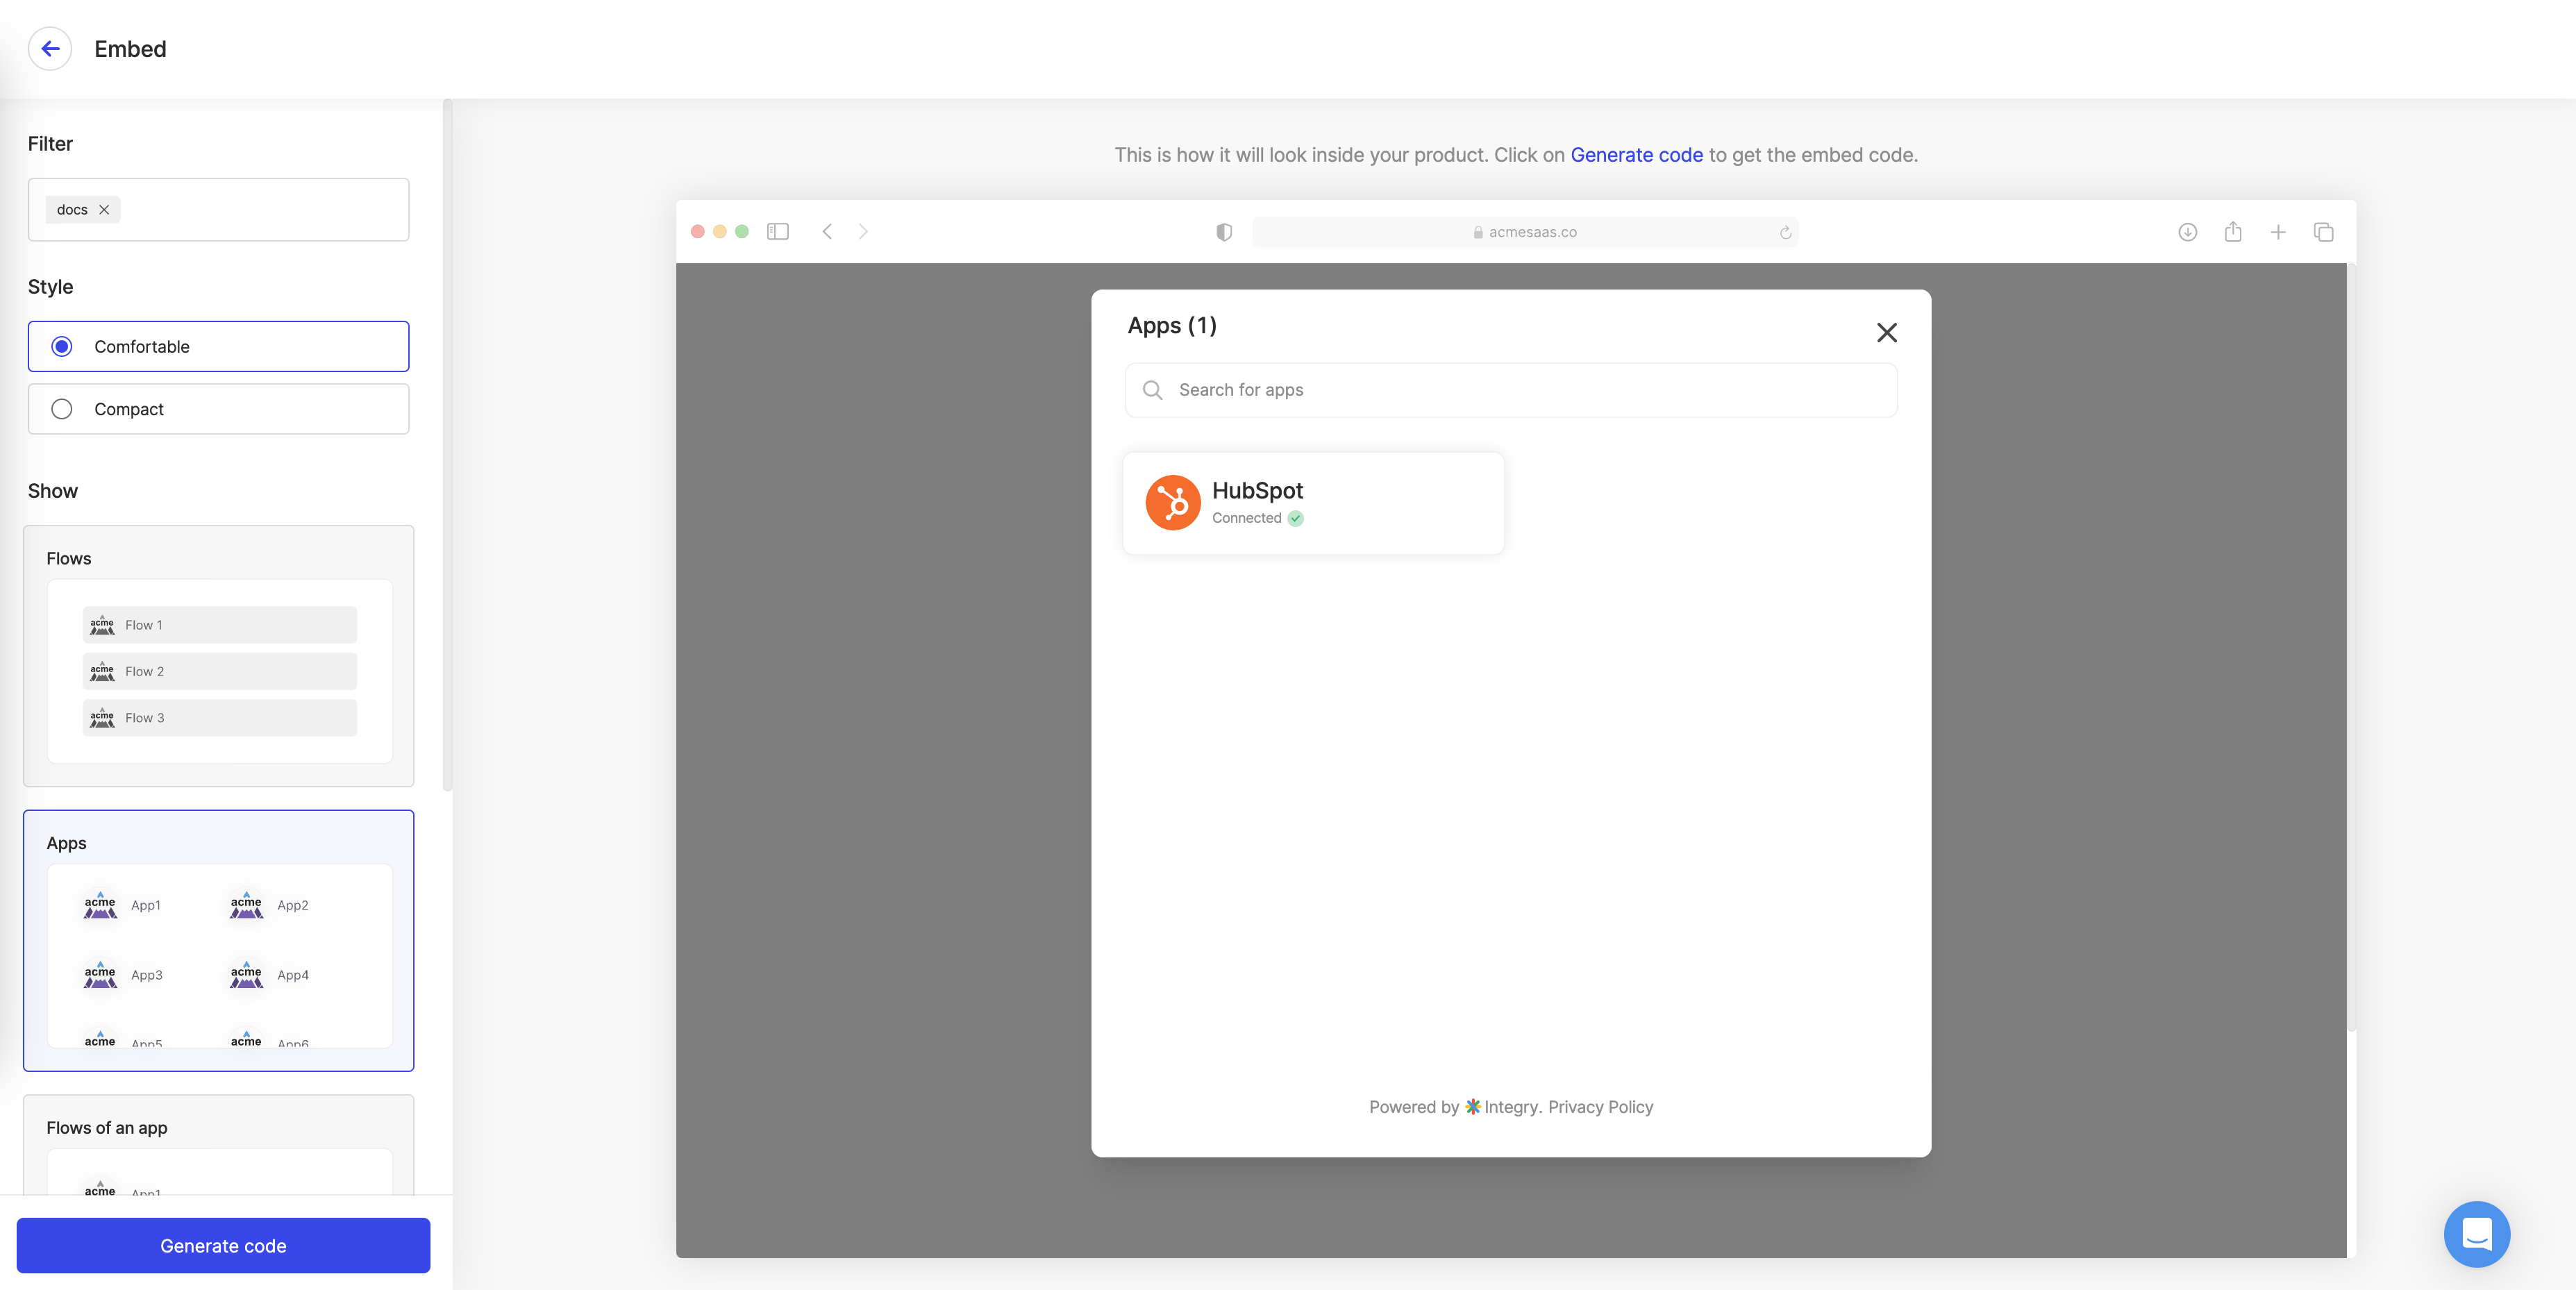 Embed
Filter
docs
Style
Comfortable
Compact
Show
Flows
acme Flow 1
acme Flow 2
acme Flow 3
Apps
acme App1 acme App2
acme App3 acme App4
acme App5 acme App6
Flows of an app
acme App1
Generate code
This is how it will look inside your product. Click on Generate code to get the embed code.
acmesaas.co
Apps (1)
Search for apps
HubSpot
Connected
Powered by Integry. Privacy Policy